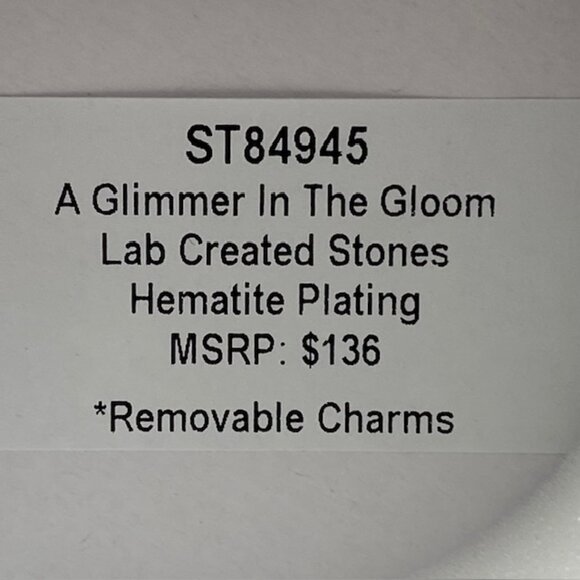 ST84945
A Glimmer In The Gloom
Lab Created Stones
Hematite Plating
MSRP: $136
*Removable Charms